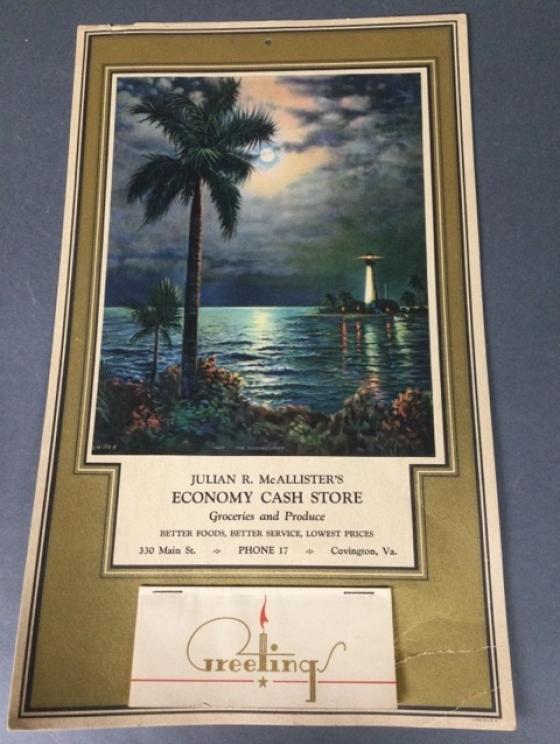 JULIAN R. McALLISTER'S
ECONOMY CASH STORE
Groceries and Produce
BETTER FOODS, BETTER SERVICE, LOWEST PRICES
330 Main St. PHONE 17 Covington, Va.
Greetings